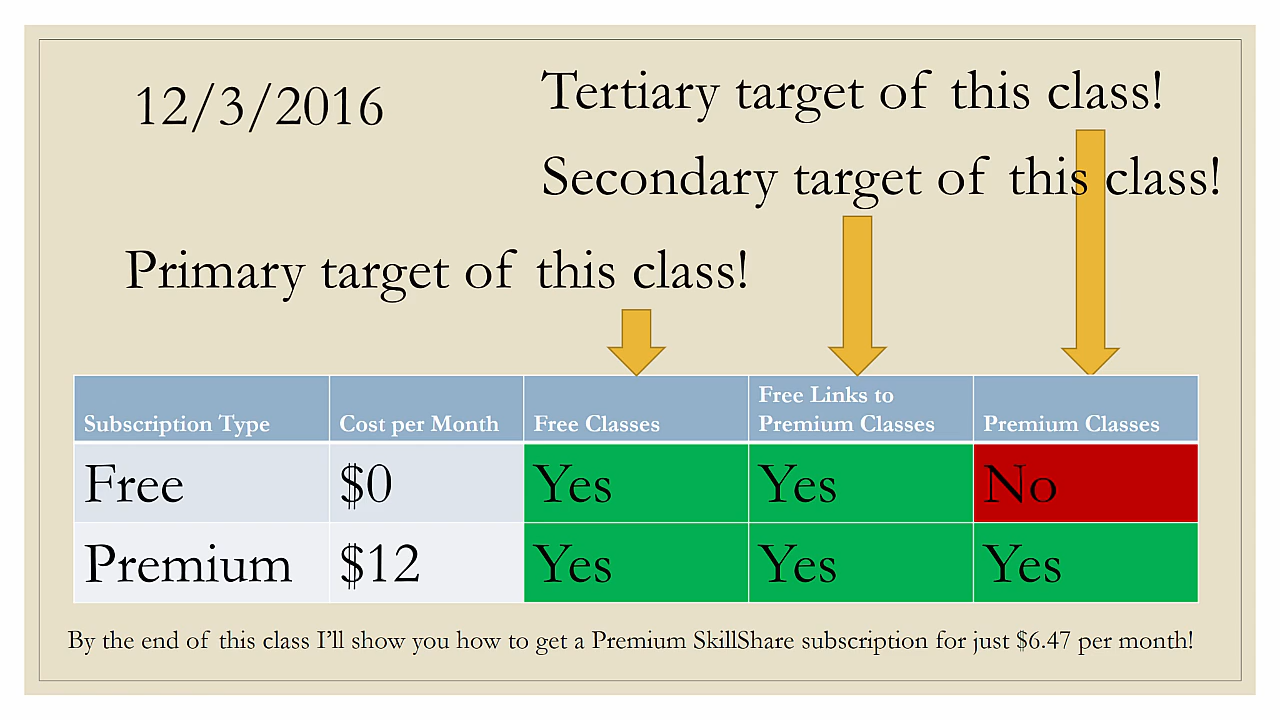 12/3/2016
Tertiary target of this class!
Secondary target of this class!
Primary target of this class!
Subscription Type
Cost per Month
Free Classes
Free Links to
Premium Classes
Premium Classes
Free $0 Yes Yes No
Premium $12 Yes Yes Yes
By the end of this class I’ll show you how to get a Premium SkillShare subscription for just $6.47 per month!